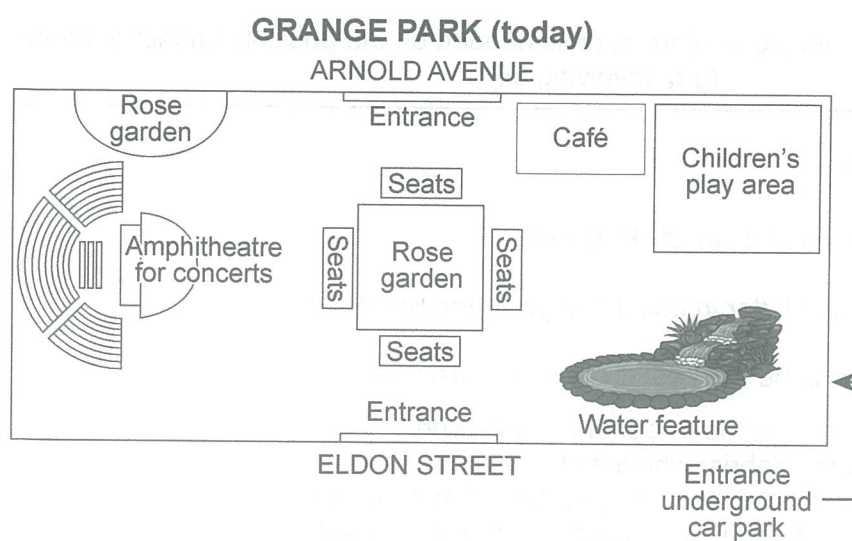 GRANGE PARK (today)
ARNOLD AVENUE
Rose
garden
Entrance
Café
Children's
play area
Seats
Amphitheatre
for concerts
Seats
Rose
garden
Seats
Seats
Entrance
Water feature
ELDON STREET
Entrance
underground
car park